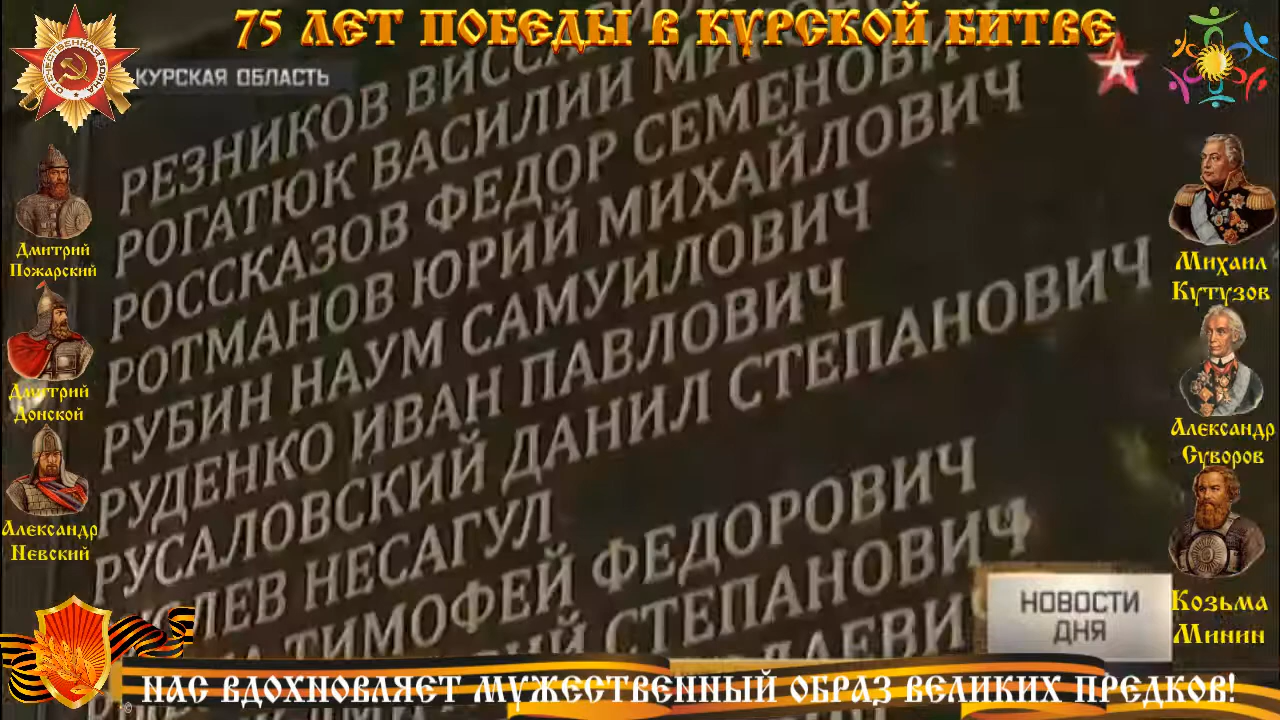 75 ЛЕТ ПОБЕДЫ В КУРСКОЙ БИТВЕ
ОТЕЧЕСТВЕННАЯ ВОЙНА
КУРСКАЯ ОБЛАСТЬ
РЕЗНИКОВ
РОГАТЮК ВАСИЛИЙ
РОССКАЗОВ ФЕДОР СЕМЕНОВИЧ
РОТМАНОВ ЮРИЙ МИХАЙЛОВИЧ
РУБИН НАУМ САМУИЛОВИЧ
РУДЕНКО ИВАН ПАВЛОВИЧ
РУСАЛОВСКИЙ ДАНИЛ СТЕПАНОВИЧ
НЕСАГУЛ
ТИМОФЕЙ ФЕДОРОВИЧ
СТЕПАНОВИЧ
Дмитрий
Пожарский
Дмитрий
Донской
Александр
Невский
Михаил
Кутузов
Александр
Суворов
Козьма
Минин
НОВОСТИ
ДНЯ
НАС ВДОХНОВЛЯЕТ МУЖЕСТВЕННЫЙ ОБРАЗ ВЕЛИКИХ ПРЕДКОВ!